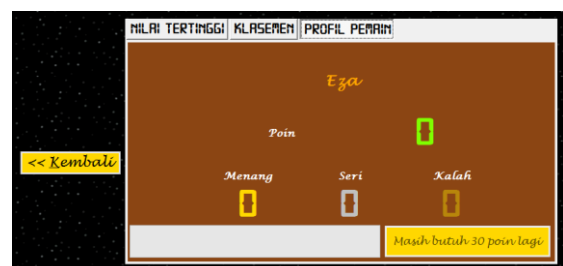 NILAI TERTINGGI KLASEMEN PROFIL PEMAIN
Eza
Poin 0
<< Kembali
Menang Seri Kalah
0 0 0
Masih butuh 30 poin lagi